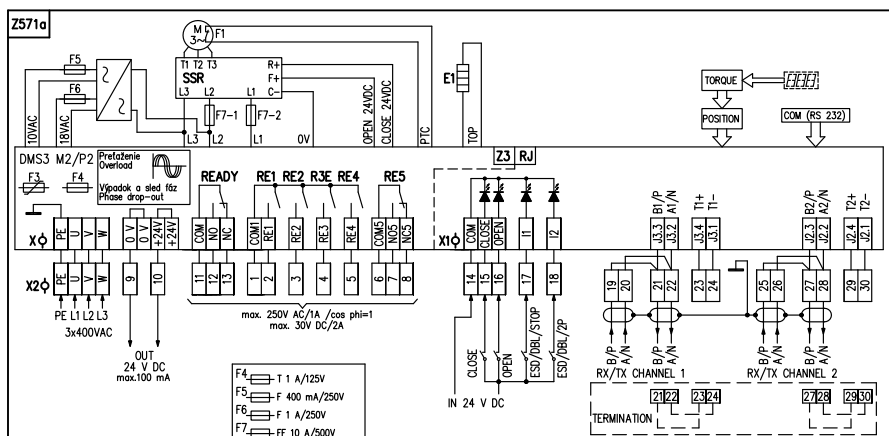 Z571a
M
3~
F1
T1 T2 T3
SSR
R+
F+
C-
L3 L2 L1
F5
F6
F7-1
F7-2
E1
TORQUE
POSITION
COM (RS 232)
10VAC
18VAC
L3
L2
L1
0V
OPEN 24VDC
CLOSE 24VDC
PTC
TOP
DMS3 M2/P2
F3
F4
Preťaženie
Overload
Výpadok a sled fáz
Phase drop-out
READY
RE1 RE2 R3E RE4
RE5
Z3 RJ
X
PE
U
V
W
0 V
0 V
+24V
+24V
COM
NO
NC
COM1
RE1
RE2
RE3
RE4
RE5
COM5
NO5
NC5
X1
COM
CLOSE
OPEN
I1
I2
J3.3 B1/P
J3.2 A1/N
J3.4 T1+
J3.1 T1-
J2.3 B2/P
J2.2 A2/N
J2.4 T2+
J2.1 T2-
X2
PE
U
V
W
9
10
11
12
13
1
2
3
4
5
6
7
8
14
15
16
17
18
19
20
21
22
23
24
25
26
27
28
29
30
PE L1 L2 L3
3x400VAC
OUT
24 V DC
max.100 mA
max. 250V AC/1A /cos phi=1
max. 30V DC/2A
CLOSE
OPEN
ESD/DBL/STOP
ESD/DBL/2P
IN 24 V DC
B/P
A/N
B/P
A/N
RX/TX CHANNEL 1
B/P
A/N
B/P
A/N
RX/TX CHANNEL 2
F4 T 1 A/125V
F5 F 400 mA/250V
F6 F 1 A/250V
F7 FF 10 A/500V
TERMINATION
21 22 23 24
27 28 29 30